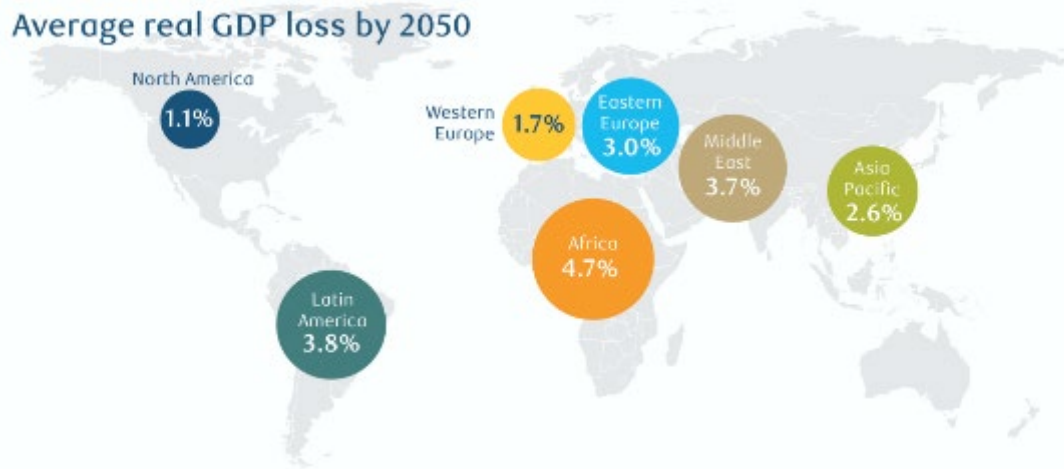 Average real GDP loss by 2050
North America
1.1%
Western
Europe
1.7%
Eastern
Europe
3.0%
Middle
East
3.7%
Asia
Pacific
2.6%
Africa
4.7%
Latin
America
3.8%